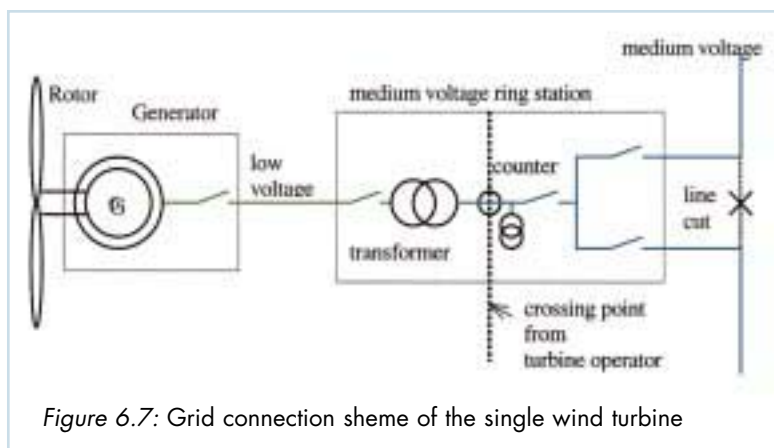 medium voltage
Rotor
Generator
medium voltage ring station
low
voltage
counter
G
line
cut
transformer
crossing point
from
turbine operator
Figure 6.7: Grid connection sheme of the single wind turbine